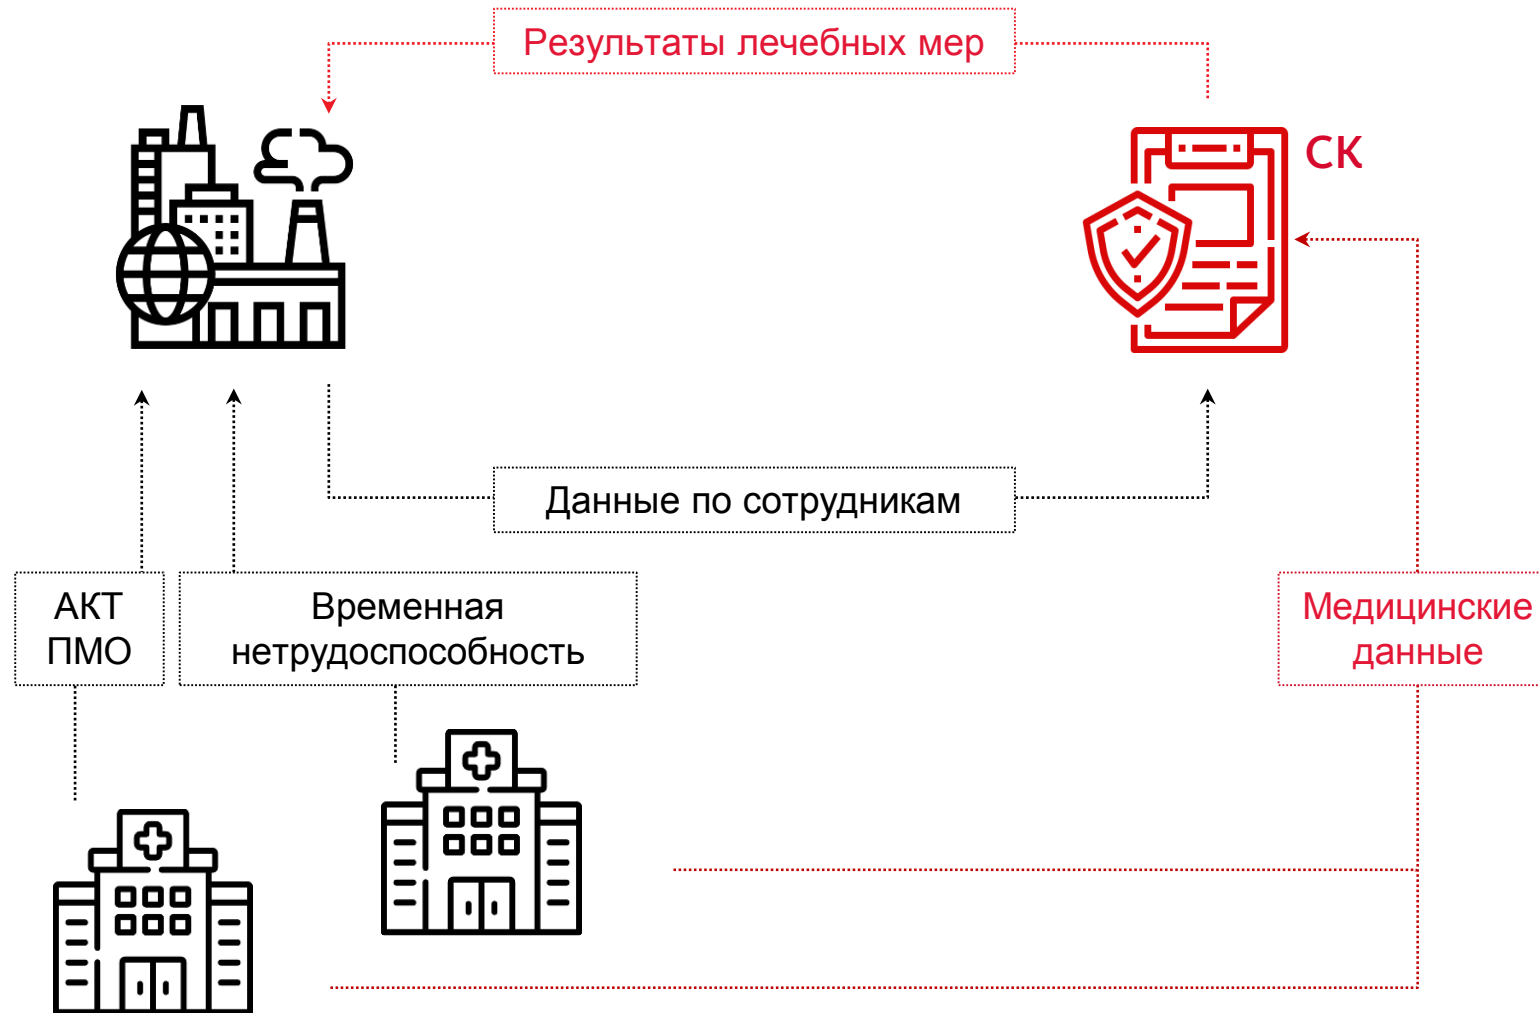 Результаты лечебных мер
СК
Данные по сотрудникам
АКТ
ПМО
Временная
нетрудоспособность
Медицинские
данные